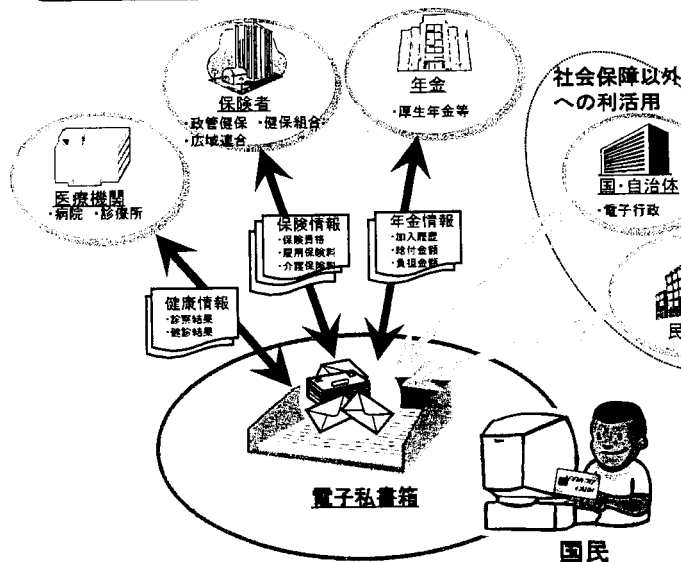 保険者
・政管健保 ・健保組合
・広域連合
年金
・厚生年金等
社会保障以外
への利活用
国・自治体
・電子行政
民
医療機関
・病院 ・診療所
保険情報
・保険資格
・雇用保険料
・介護保険料
年金情報
・加入履歴
・給付金額
・負担金額
健康情報
・診察結果
・健診結果
電子私書箱
国民